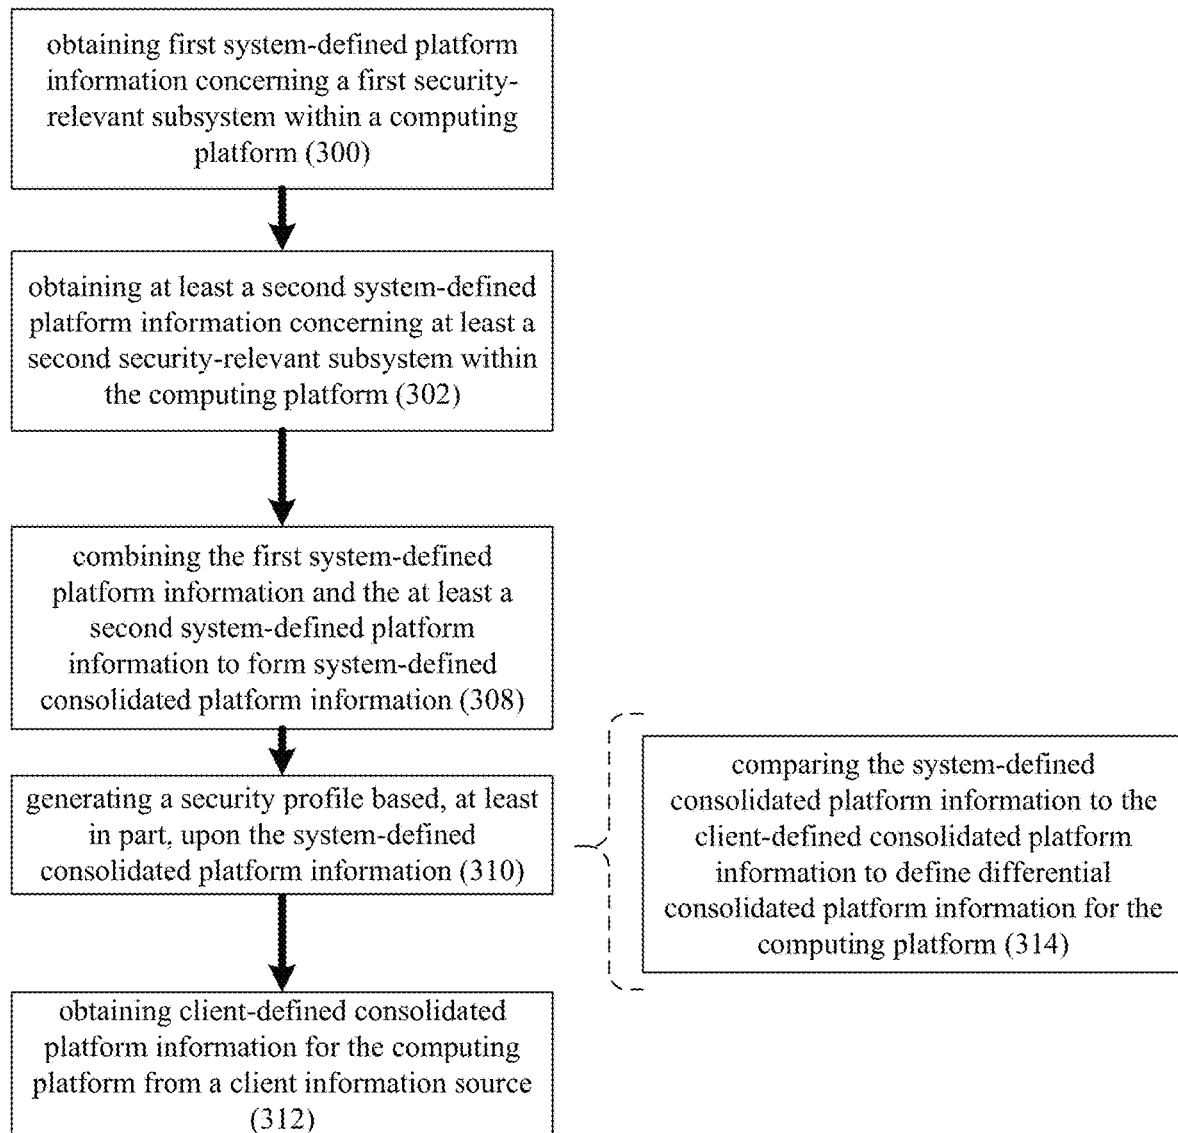 obtaining first system-defined platform
information concerning a first security-
relevant subsystem within a computing
platform (300)
obtaining at least a second system-defined
platform information concerning at least a
second security-relevant subsystem within
the computing platform (302)
combining the first system-defined
platform information and the at least a
second system-defined platform
information to form system-defined
consolidated platform information (308)
generating a security profile based, at least
in part, upon the system-defined
consolidated platform information (310)
comparing the system-defined
consolidated platform information to the
client-defined consolidated platform
information to define differential
consolidated platform information for the
computing platform (314)
obtaining client-defined consolidated
platform information for the computing
platform from a client information source
(312)